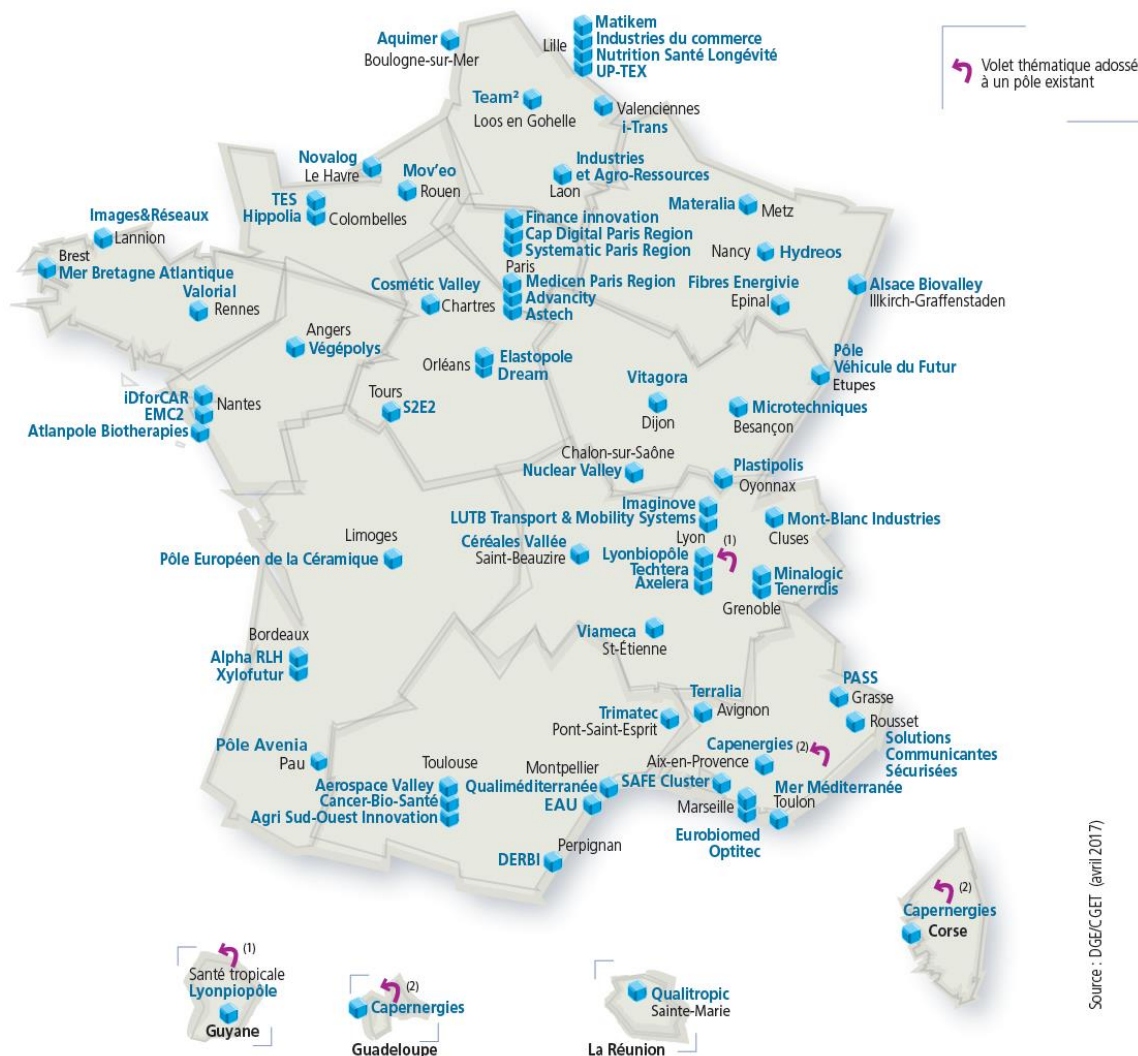 Matikem
Aquimer
Lille
Industries du commerce
Boulogne-sur-Mer
Nutrition Santé Longévité
UP-TEX
Volet thématique adossé
à un pôle existant
Team²
Loos en Gohelle
Valenciennes
i-Trans
Novalog
Le Havre
Mov'eo
Rouen
Industries
et Agro-Ressources
Laon
TES
Hippolia
Colombelles
Materalia
Metz
Images&Réseaux
Lannion
Finance innovation
Cap Digital Paris Region
Systematic Paris Region
Paris
Nancy
Hydreos
Brest
Mer Bretagne Atlantique
Valorial
Rennes
Cosmétic Valley
Chartres
Medicen Paris Region
Advancity
Astech
Fibres Energivie
Epinal
Alsace Biovalley
Illkirch-Graffenstaden
Angers
Végépolys
Orléans
Elastopole
Dream
Pôle
Véhicule du Futur
Etupes
iDforCAR
EMC2
Nantes
Atlanpole Biotherapies
Tours
S2E2
Vitagora
Dijon
Microtechniques
Besançon
Chalon-sur-Saône
Nuclear Valley
Plastipolis
Oyonnax
Imaginove
LUTB Transport & Mobility Systems
Lyon
Mont-Blanc Industries
Cluses
Limoges
Pôle Européen de la Céramique
Céréales Vallée
Saint-Beauzire
(1)
Lyonbiopôle
Techtera
Axelera
Minalogic
Tenerrdis
Grenoble
Viameca
St-Étienne
Bordeaux
Alpha RLH
Xylofutur
PASS
Grasse
Terralia
Avignon
Trimatec
Pont-Saint-Esprit
Rousset
Solutions
Communicantes
Sécurisées
Capenergies (2)
Aix-en-Provence
Pôle Avenia
Pau
Toulouse
Montpellier
Aerospace Valley
Qualiméditerranée
SAFE Cluster
Mer Méditerranée
Toulon
Cancer-Bio-Santé
EAU
Marseille
Agri Sud-Ouest Innovation
Eurobiomed
Optitec
DERBI
Perpignan
(2)
Capernergies
Corse
Source : DGE/CGET (avril 2017)
(1)
Santé tropicale
Lyonpiopôle
Guyane
(2)
Capernergies
Guadeloupe
Qualitropic
Sainte-Marie
La Réunion